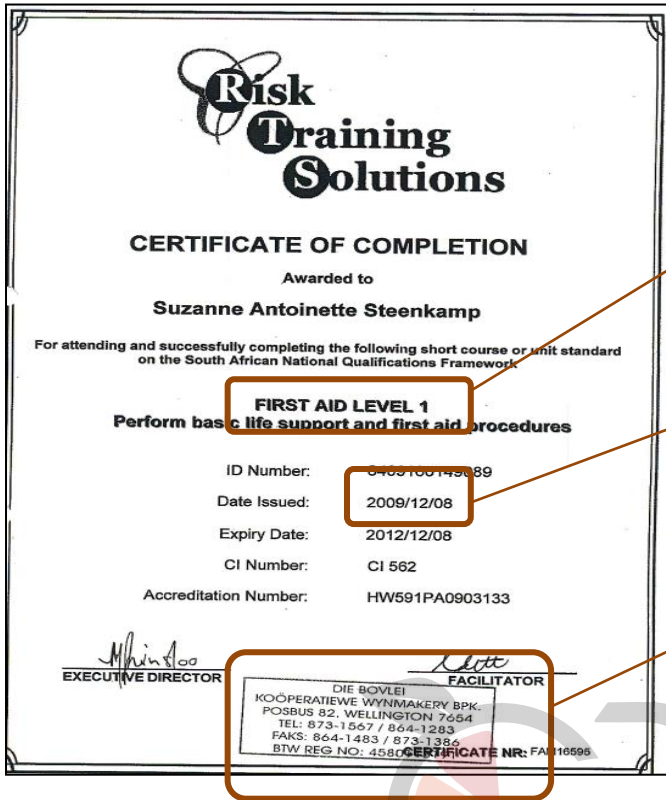 Risk
Training
Solutions
CERTIFICATE OF COMPLETION
Awarded to
Suzanne Antoinette Steenkamp
For attending and successfully completing the following short course or unit standard
on the South African National Qualifications Framework
FIRST AID LEVEL 1
Perform basic life support and first aid procedures
ID Number:
Date Issued: 2009/12/08
Expiry Date: 2012/12/08
CI Number: CI 562
Accreditation Number: HW591PA0903133
EXECUTIVE DIRECTOR
FACILITATOR
DIE BOVLEI
KOÖPERATIEWE WYNMAKERY BPK.
POSBUS 82, WELLINGTON 7654
TEL: 873-1567 / 864-1283
FAKS: 864-1483 / 873-1386
BTW REG NO:
CERTIFICATE NR: